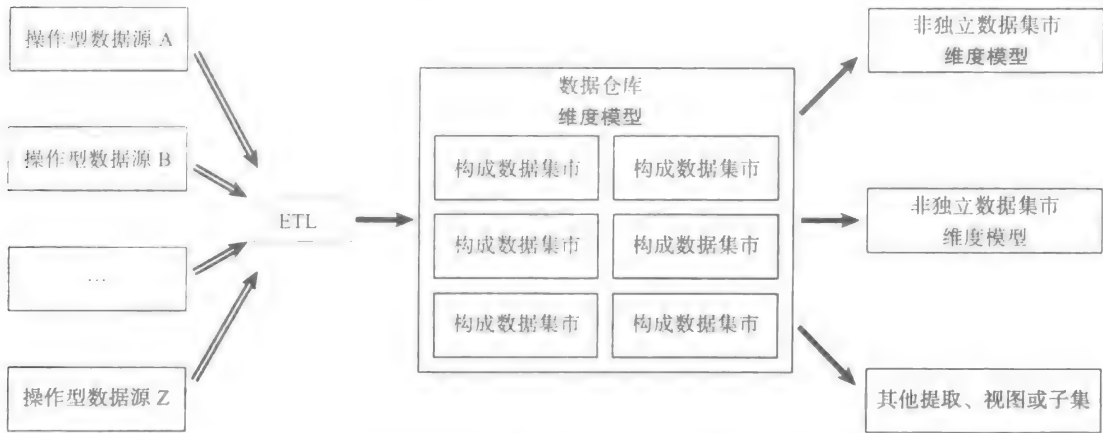 操作型数据源 A
操作型数据源 B
…
操作型数据源 Z
ETL
数据仓库
维度模型
构成数据集市
构成数据集市
构成数据集市
构成数据集市
构成数据集市
构成数据集市
非独立数据集市
维度模型
非独立数据集市
维度模型
其他提取、视图或子集